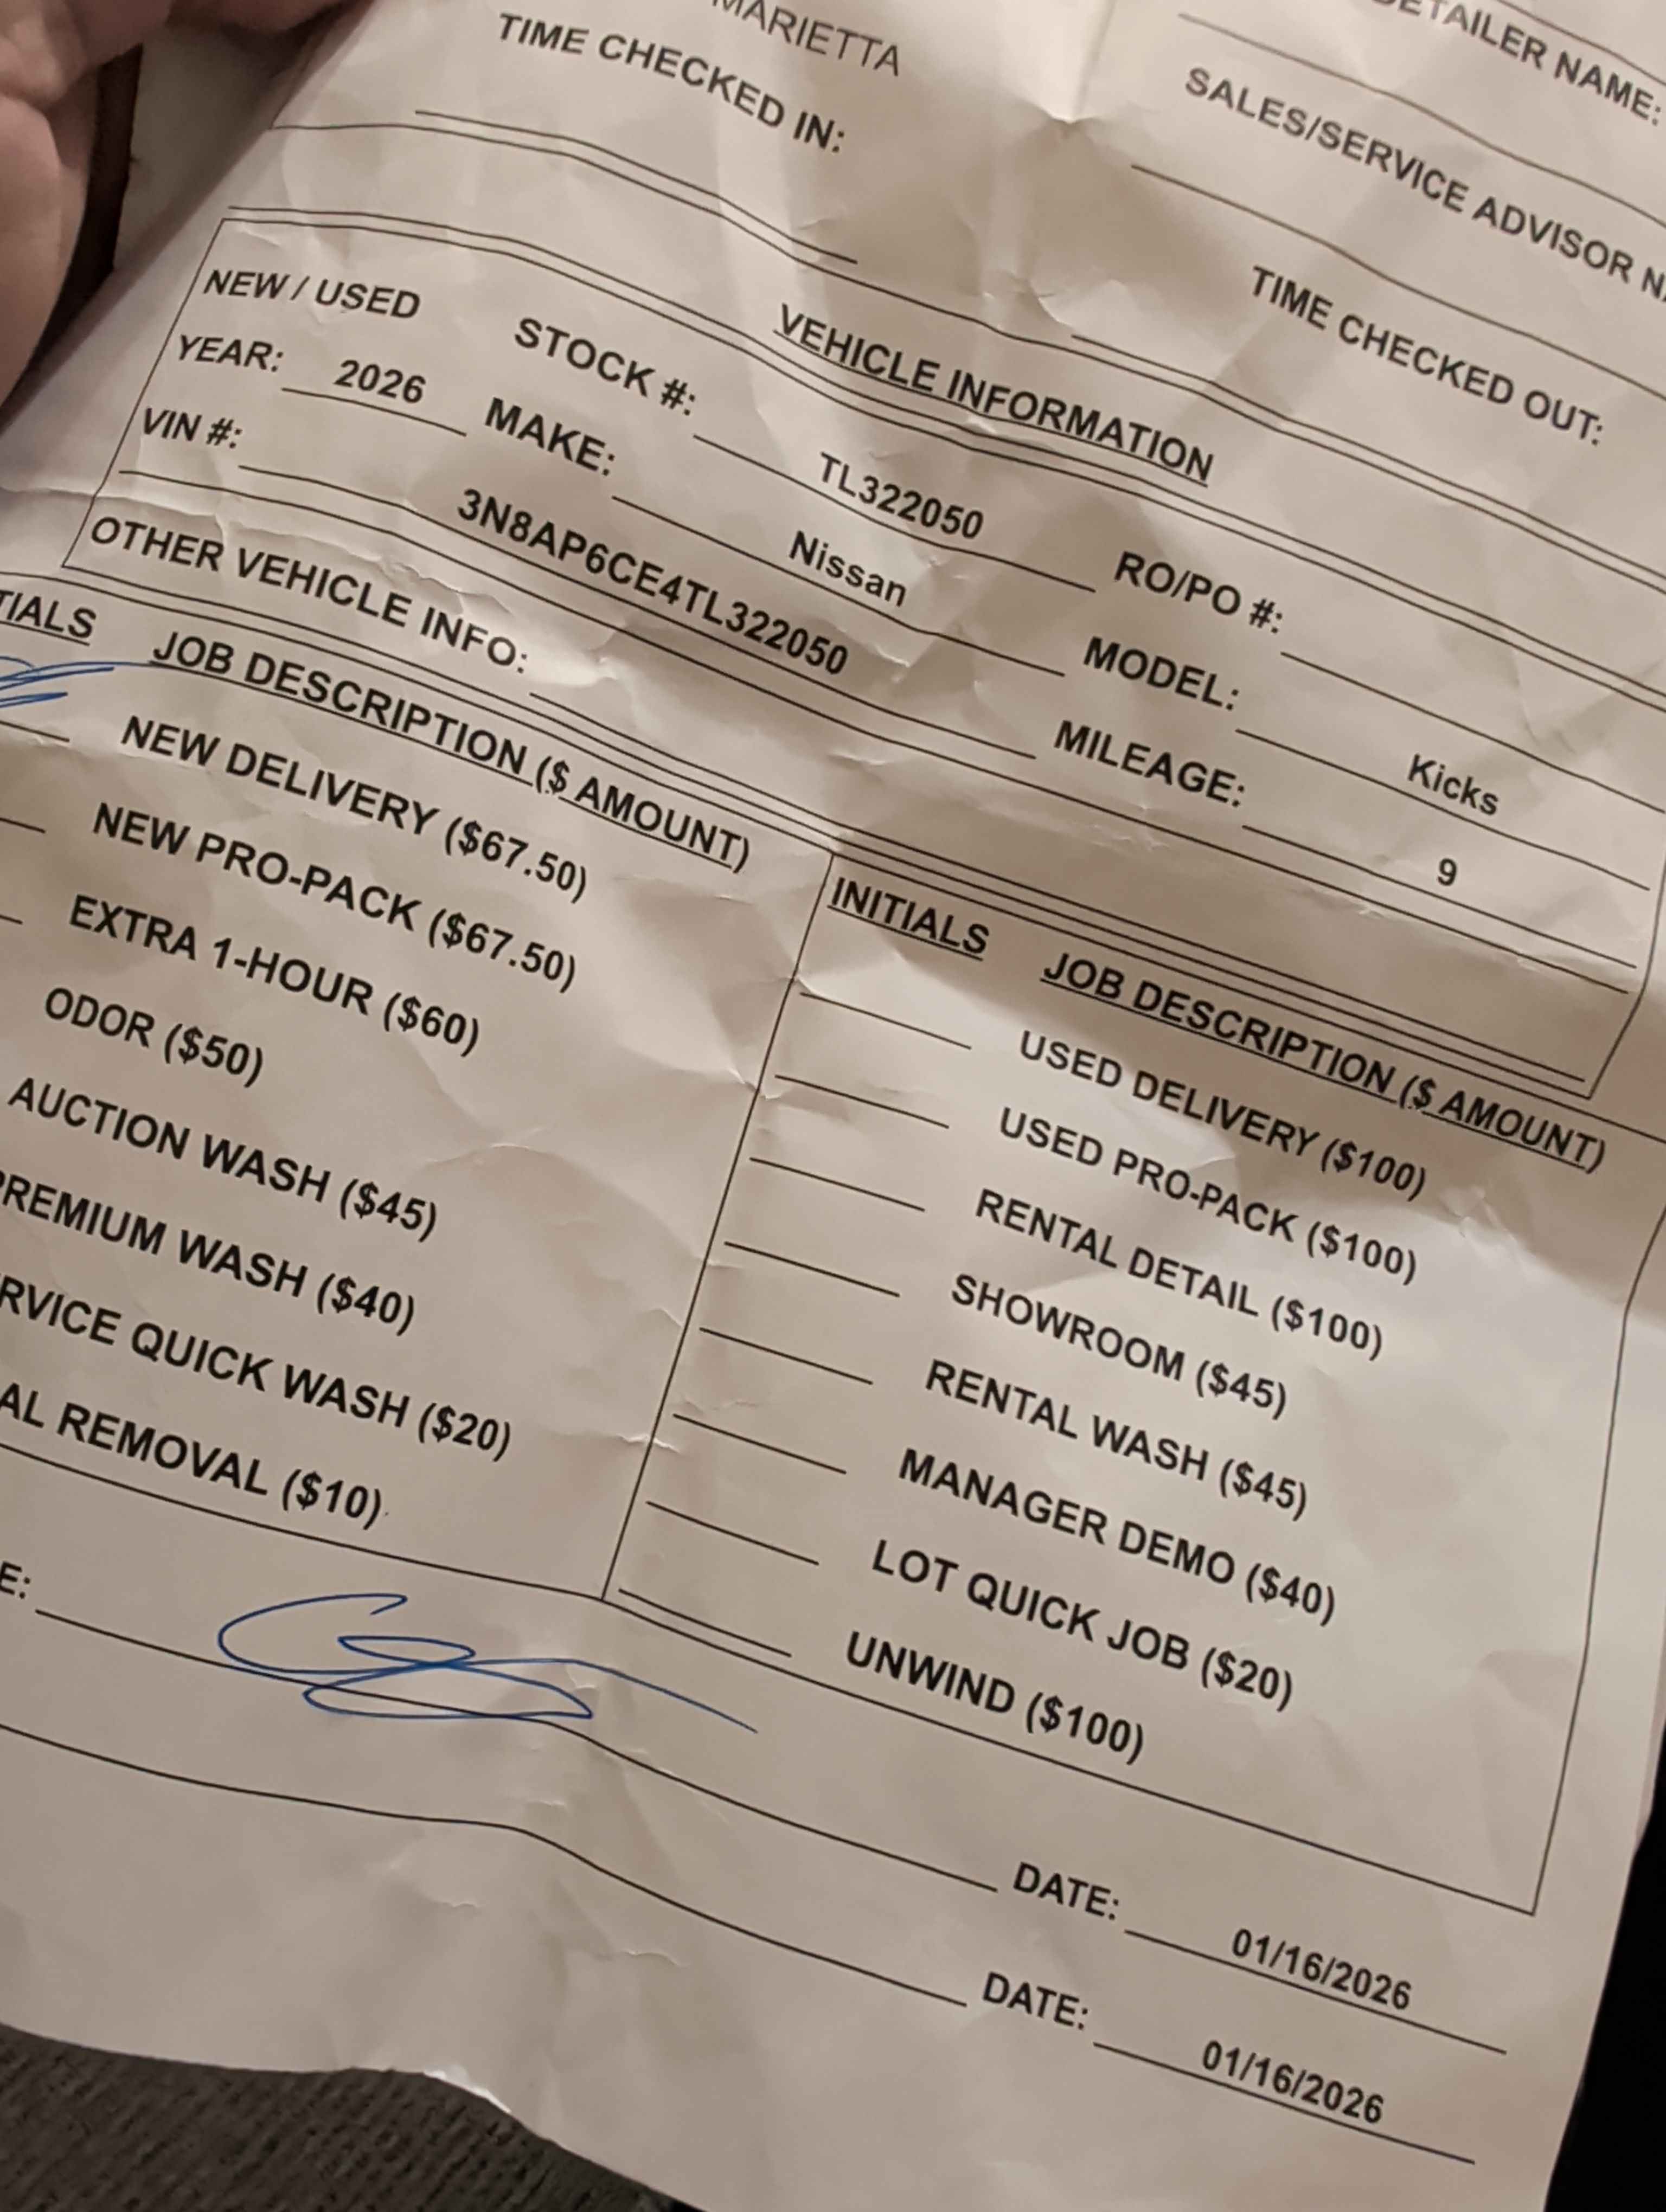 MARIETTA
DETAILER NAME:
TIME CHECKED IN:
SALES/SERVICE ADVISOR
TIME CHECKED OUT:
VEHICLE INFORMATION
NEW / USED STOCK #: TL322050 RO/PO #:
YEAR: 2026 MAKE: Nissan MODEL: Kicks
VIN #: 3N8AP6CE4TL322050 MILEAGE: 9
OTHER VEHICLE INFO:
TIALS JOB DESCRIPTION ($ AMOUNT) INITIALS JOB DESCRIPTION ($ AMOUNT)
NEW DELIVERY ($67.50) USED DELIVERY ($100)
NEW PRO-PACK ($67.50) USED PRO-PACK ($100)
EXTRA 1-HOUR ($60) RENTAL DETAIL ($100)
ODOR ($50) SHOWROOM ($45)
AUCTION WASH ($45) RENTAL WASH ($45)
PREMIUM WASH ($40) MANAGER DEMO ($40)
RVICE QUICK WASH ($20) LOT QUICK JOB ($20)
AL REMOVAL ($10) UNWIND ($100)
E: DATE: 01/16/2026
DATE: 01/16/2026